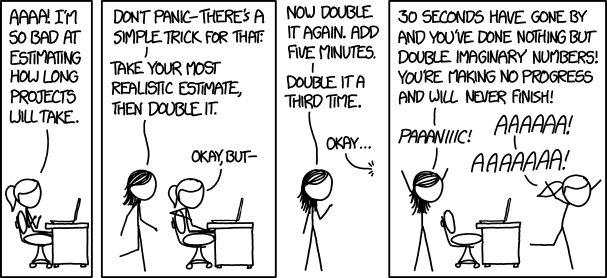 AAAA! I'M
SO BAD AT
ESTIMATING
HOW LONG
PROJECTS
WILL TAKE.
DON'T PANIC—THERE'S A
SIMPLE TRICK FOR THAT:
TAKE YOUR MOST
REALISTIC ESTIMATE,
THEN DOUBLE IT.
OKAY, BUT—
NOW DOUBLE
IT AGAIN. ADD
FIVE MINUTES.
DOUBLE IT A
THIRD TIME.
OKAY...
30 SECONDS HAVE GONE BY
AND YOU'VE DONE NOTHING BUT
DOUBLE IMAGINARY NUMBERS!
YOU'RE MAKING NO PROGRESS
AND WILL NEVER FINISH!
PAAANIIIC!
AAAAAA!
AAAAAAA!